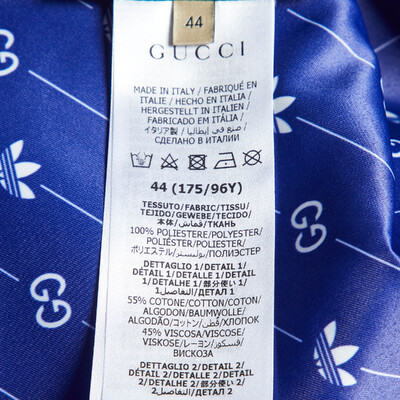 44
GUCCI
MADE IN ITALY / FABRIQUÉ EN
ITALIE / HECHO EN ITALIA /
HERGESTELLT IN ITALIEN /
FABRICADO EM ITÁLIA /
イタリア製 / صنع في إيطاليا /
СДЕЛАНО В ИТАЛИИ
44 (175/96Y)
TESSUTO/FABRIC/TISSU/
TEJIDO/GEWEBE/TECIDO/
本体/قماش/ТКАНЬ
100% POLIESTERE/POLYESTER/
POLIÉSTER/POLYESTER/
ポリエステル/بوليستر/ПОЛИЭСТЕР
DETTAGLIO 1/DETAIL 1/
DÉTAIL 1/DETALLE 1/DETAIL
1/DETALHE 1/部分使い 1/
التفاصيل1/ДЕТАЛ 1
55% COTONE/COTTON/COTON/
ALGODON/BAUMWOLLE/
ALGODÃO/コットン/قطن/ХЛОПОК
45% VISCOSA/VISCOSE/
VISKOSE/レーヨン/فسكوز/
ВИСКОЗА
DETTAGLIO 2/DETAIL 2/
DÉTAIL 2/DETALLE 2/DETAIL
2/DETALHE 2/部分使い 2/
التفاصيل2/ДЕТАЛ 2